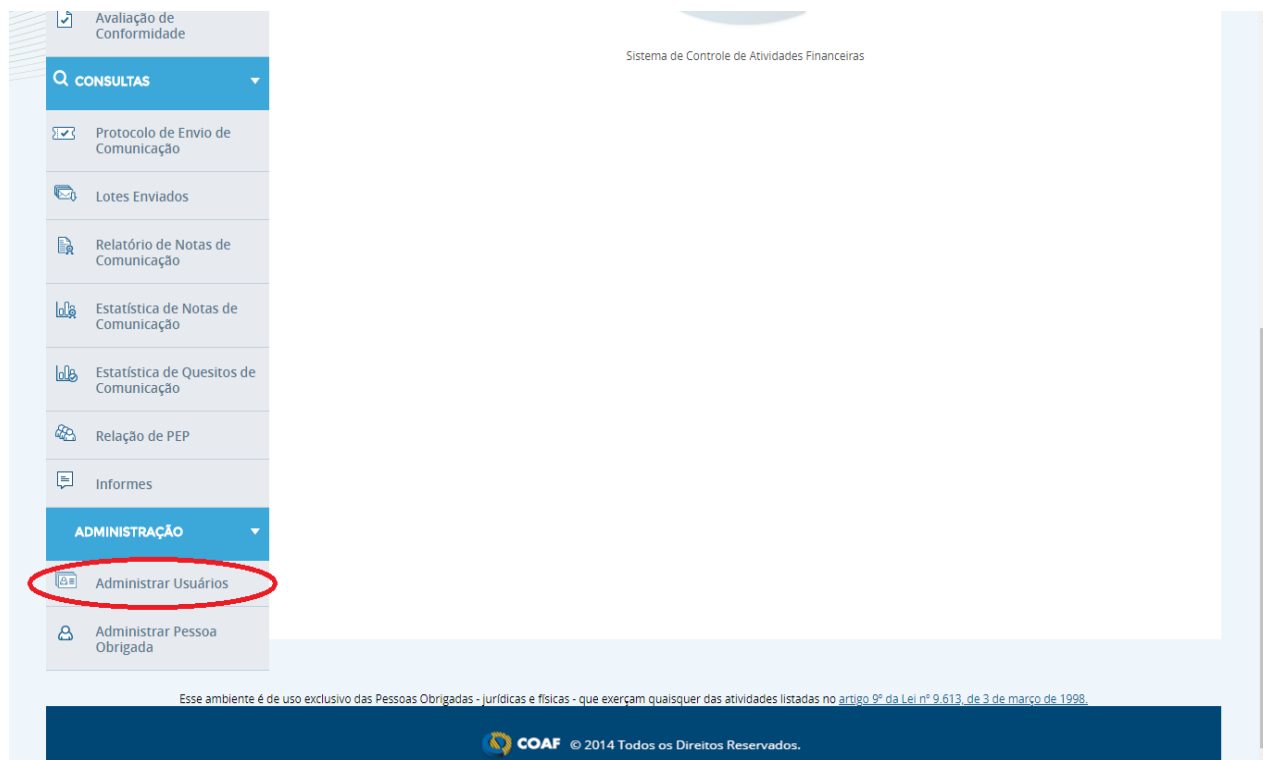 Avaliação de
Conformidade
Sistema de Controle de Atividades Financeiras
CONSULTAS
Protocolo de Envio de
Comunicação
Lotes Enviados
Relatório de Notas de
Comunicação
Estatística de Notas de
Comunicação
Estatística de Quesitos de
Comunicação
Relação de PEP
Informes
ADMINISTRAÇÃO
Administrar Usuários
Administrar Pessoa
Obrigada
Esse ambiente é de uso exclusivo das Pessoas Obrigadas - jurídicas e físicas - que exerçam quaisquer das atividades listadas no artigo 9º da Lei nº 9.613, de 3 de março de 1998.
COAF © 2014 Todos os Direitos Reservados.